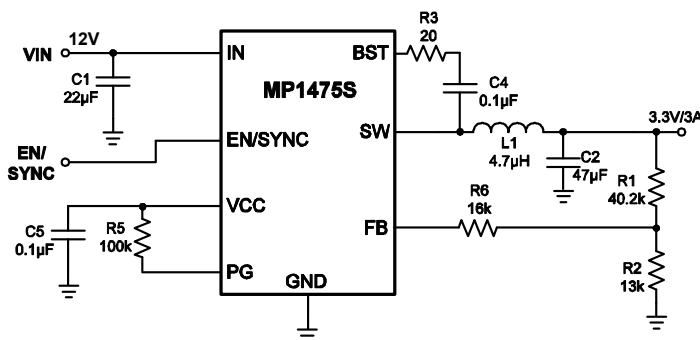 VIN
12V
C1
22µF
IN
BST
R3
20
MP1475S
C4
0.1µF
EN/
SYNC
EN/SYNC
SW
L1
4.7µH
C2
47µF
3.3V/3A
R1
40.2k
C5
0.1µF
VCC
R5
100k
PG
FB
R6
16k
R2
13k
GND